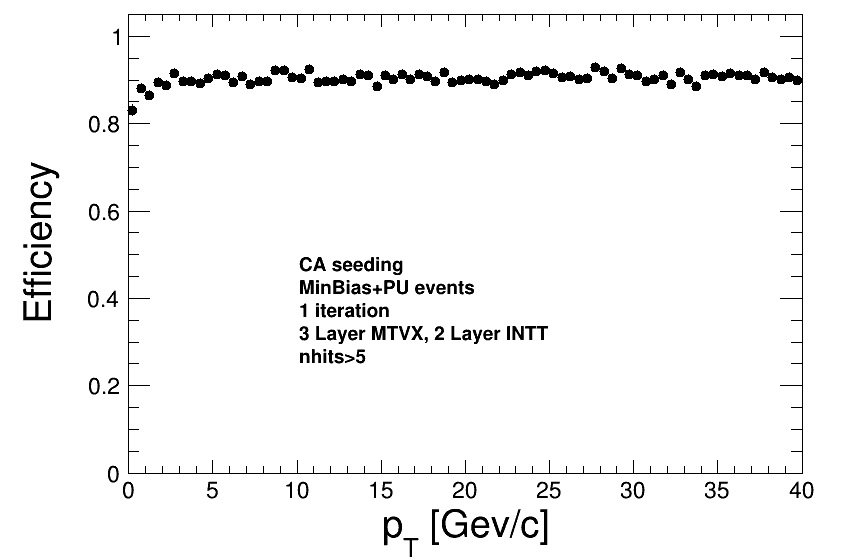 1
0.8
0.6
0.4
0.2
0
Efficiency
CA seeding
MinBias+PU events
1 iteration
3 Layer MTVX, 2 Layer INTT
nhits>5
0 5 10 15 20 25 30 35 40
p_T [Gev/c]